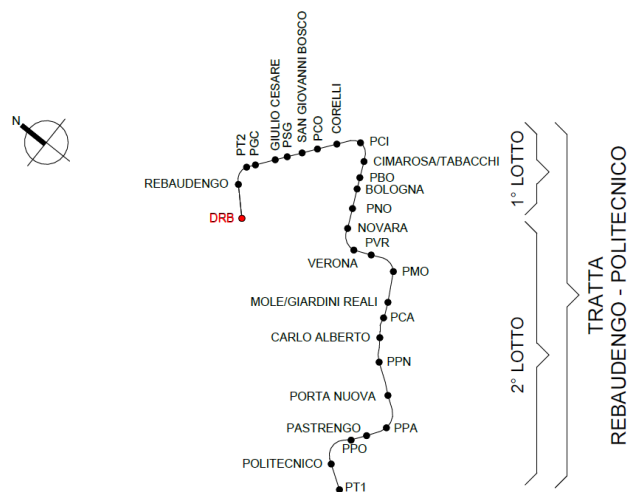 N
PT2
PGC
GIULIO CESARE
PSG
SAN GIOVANNI BOSCO
PCO
CORELLI
PCI
CIMAROSA/TABACCHI
REBAUDENGO
PBO
BOLOGNA
DRB
PNO
NOVARA
PVR
VERONA
PMO
MOLE/GIARDINI REALI
PCA
CARLO ALBERTO
PPN
PORTA NUOVA
PASTRENGO
PPA
PPO
POLITECNICO
PT1
1° LOTTO
2° LOTTO
TRATTA
REBAUDENGO - POLITECNICO